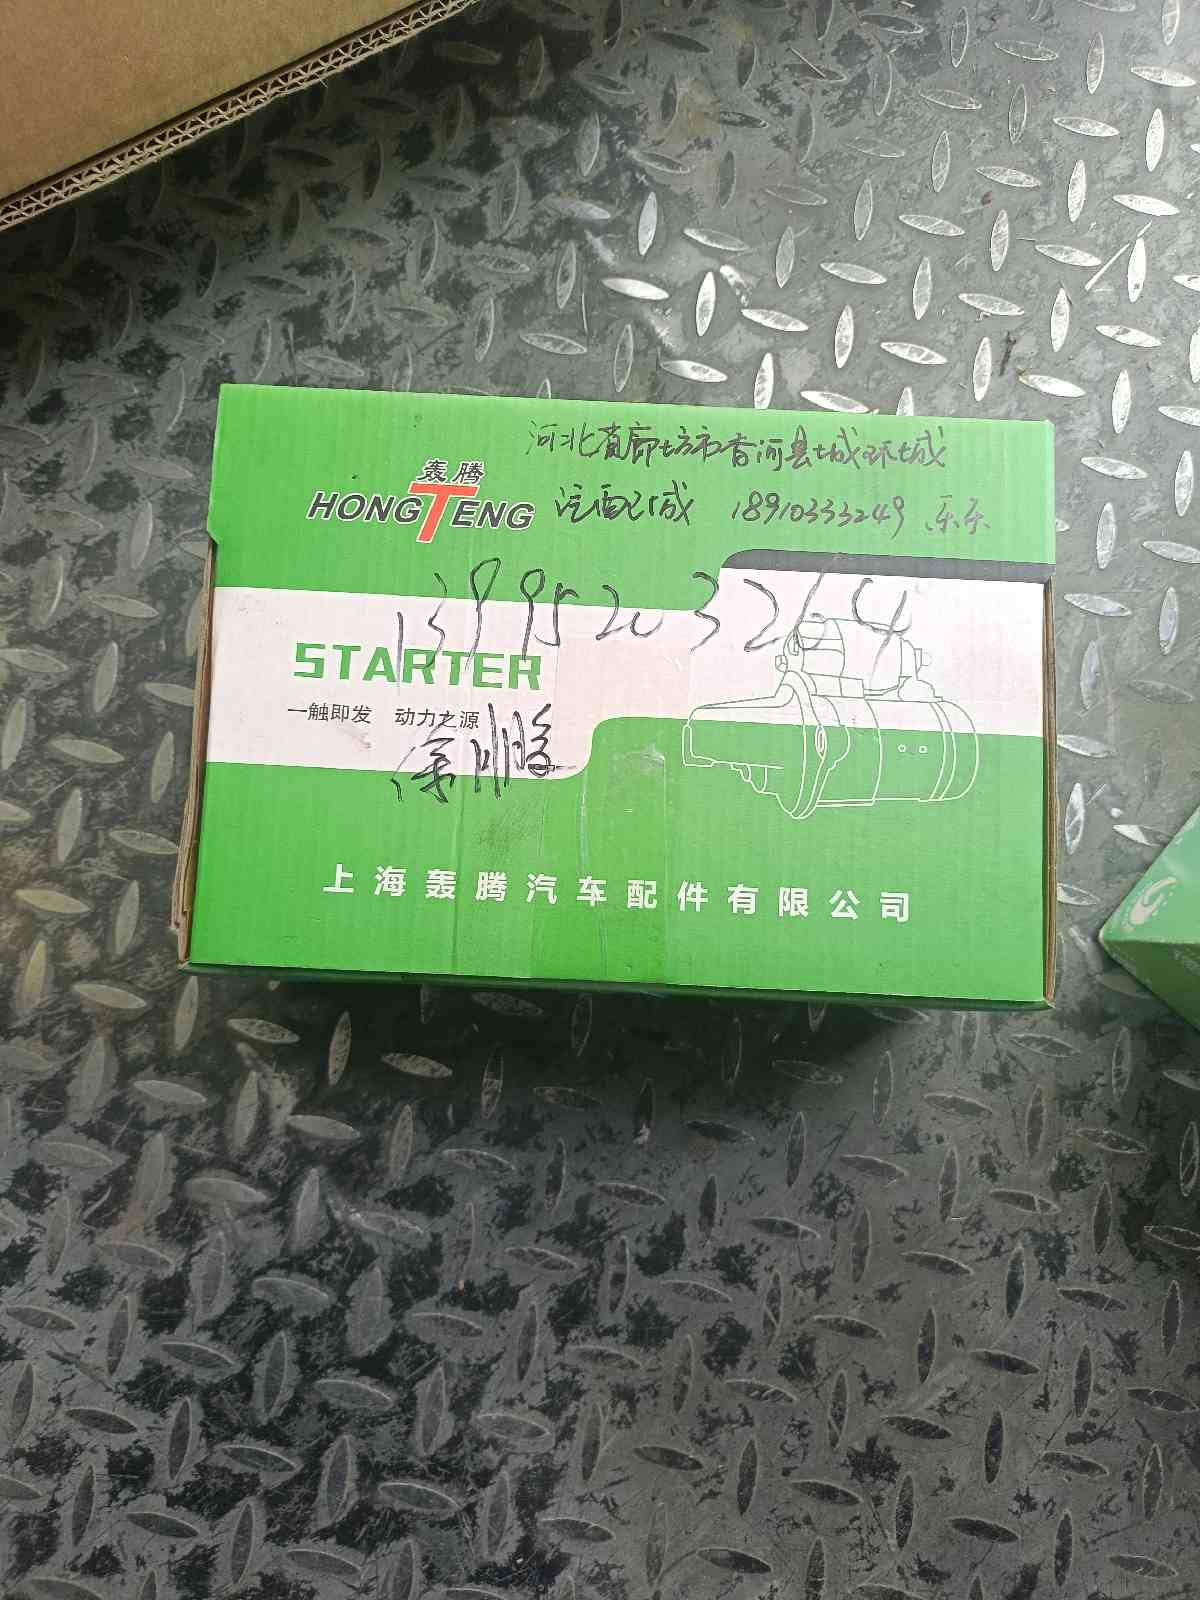 河北省廊坊市香河县城环城
汽配城 18910333249 乐乐
轰腾
HONGTENG
13995203264
STARTER
一触即发 动力之源
上海轰腾汽车配件有限公司